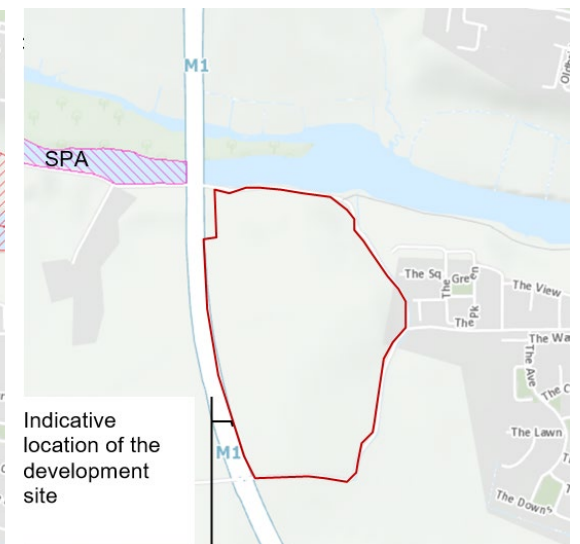 M1
SPA
The Sq
The Green
The View
The Pk
The Wa
The Ave
The C
The Lawn
The Downs
M1
Indicative
location of the
development
site